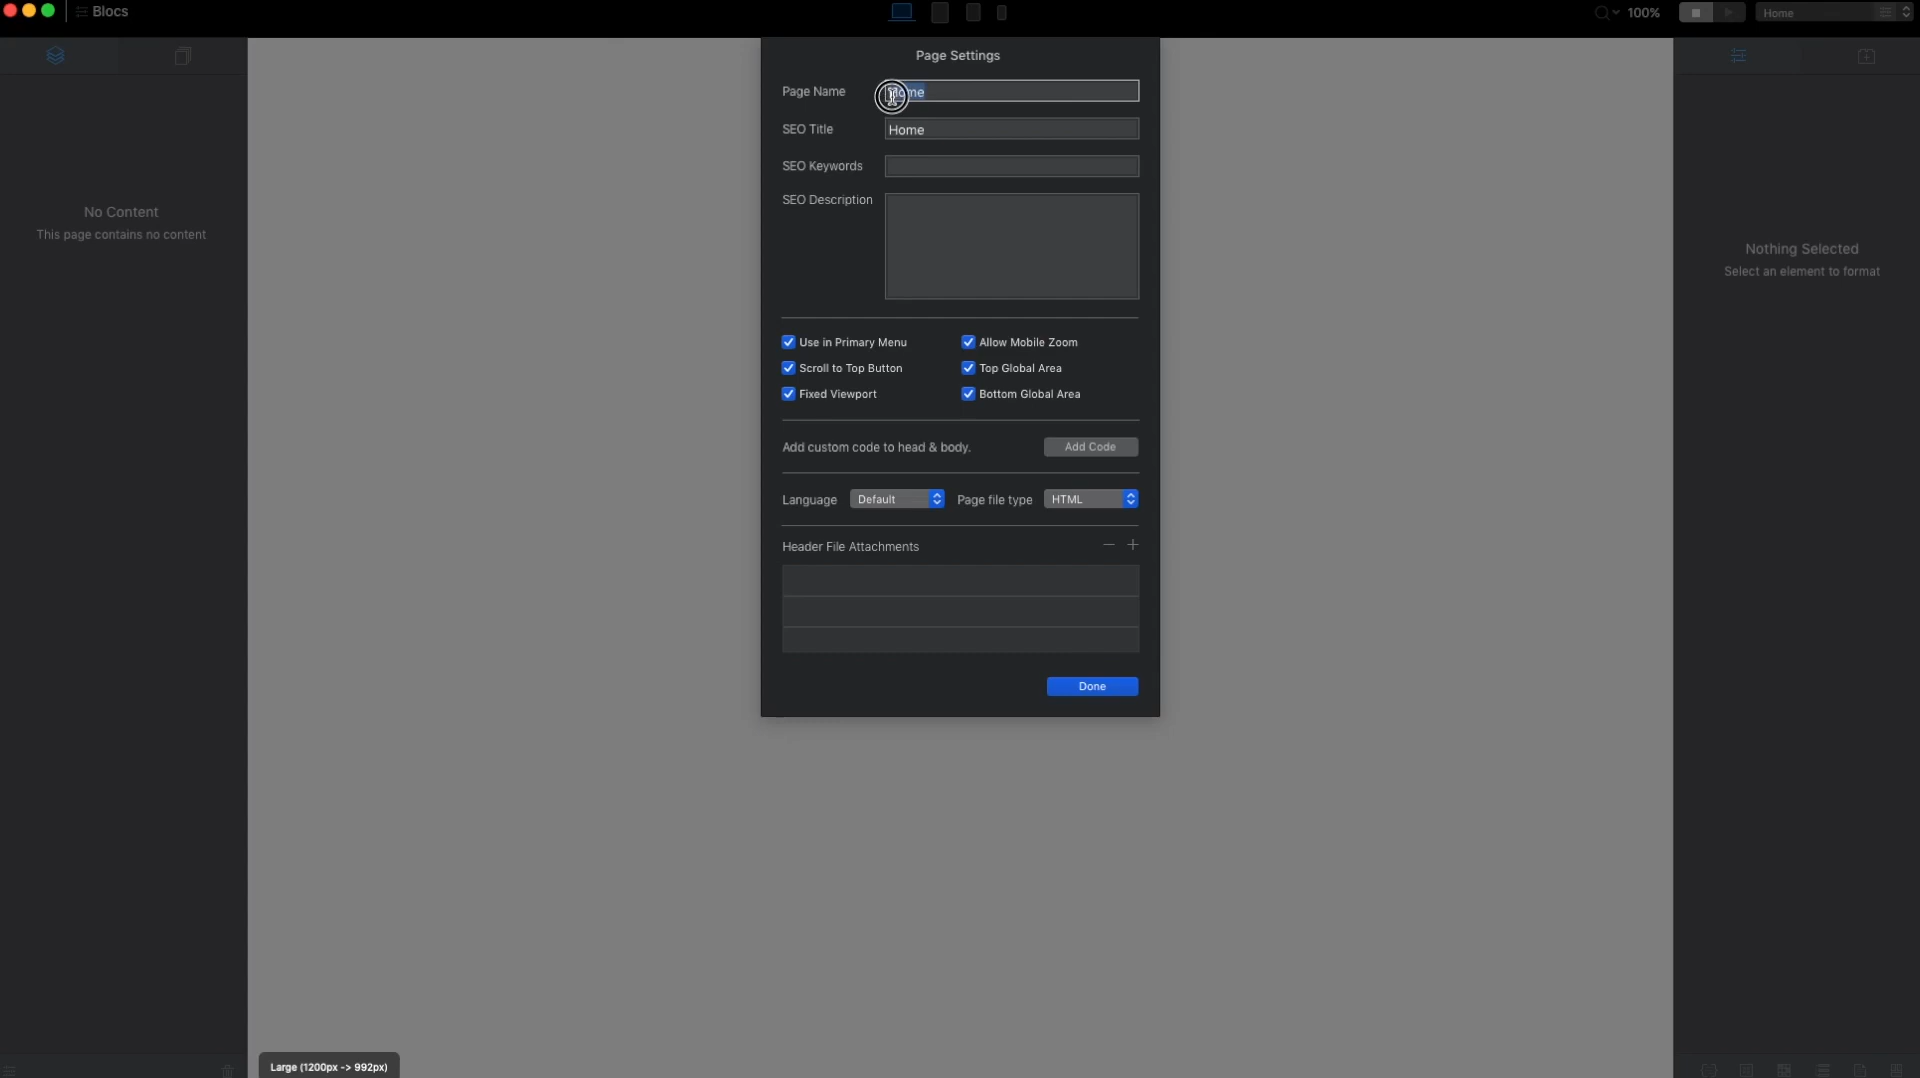 Blocs
100%
Home
Page Settings
Page Name
Home
SEO Title
Home
SEO Keywords
SEO Description
No Content
This page contains no content
Nothing Selected
Select an element to format
Use in Primary Menu
Allow Mobile Zoom
Scroll to Top Button
Top Global Area
Fixed Viewport
Bottom Global Area
Add custom code to head & body.
Add Code
Language
Default
Page file type
HTML
Header File Attachments
Done
Large (1200px -> 992px)